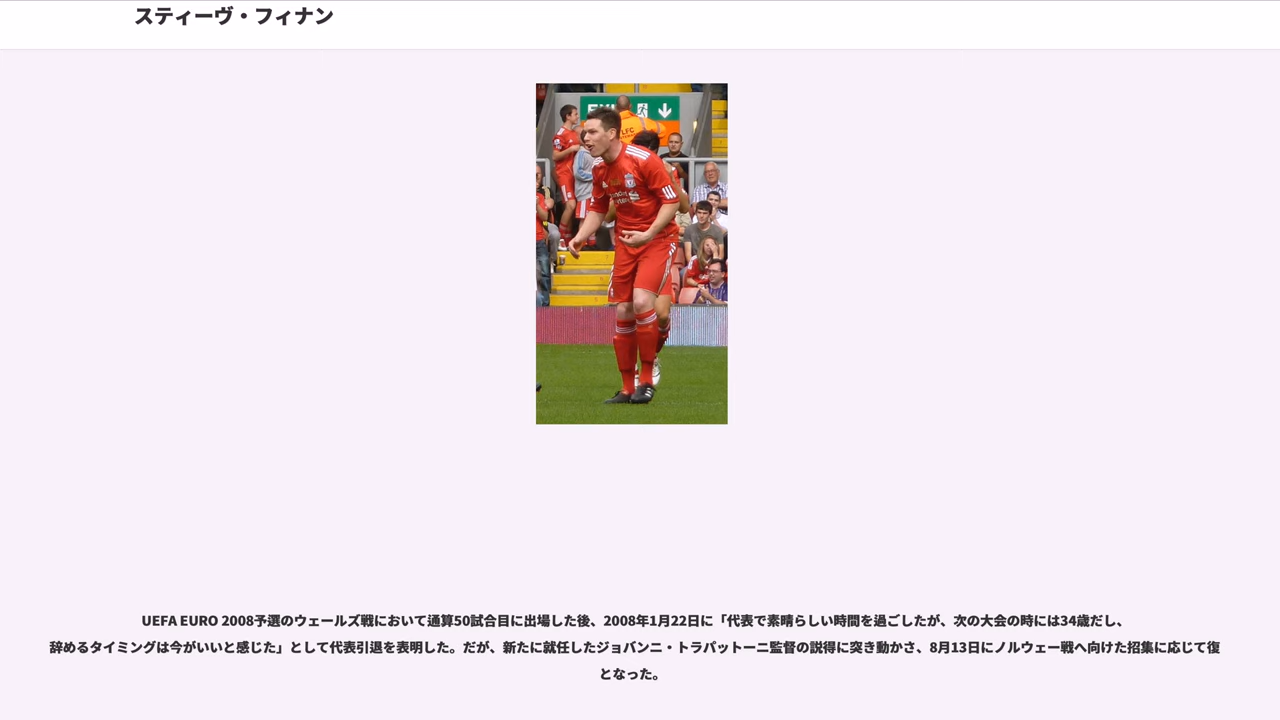 スティーヴ・フィナン
LFC
UEFA EURO 2008予選のウェールズ戦において通算50試合目に出場した後、2008年1月22日に「代表で素晴らしい時間を過ごしたが、次の大会の時には34歳だし、
辞めるタイミングは今がいいと感じた」として代表引退を表明した。だが、新たに就任したジョバンニ・トラパットーニ監督の説得に突き動かさ、8月13日にノルウェー戦へ向けた招集に応じて復
となった。